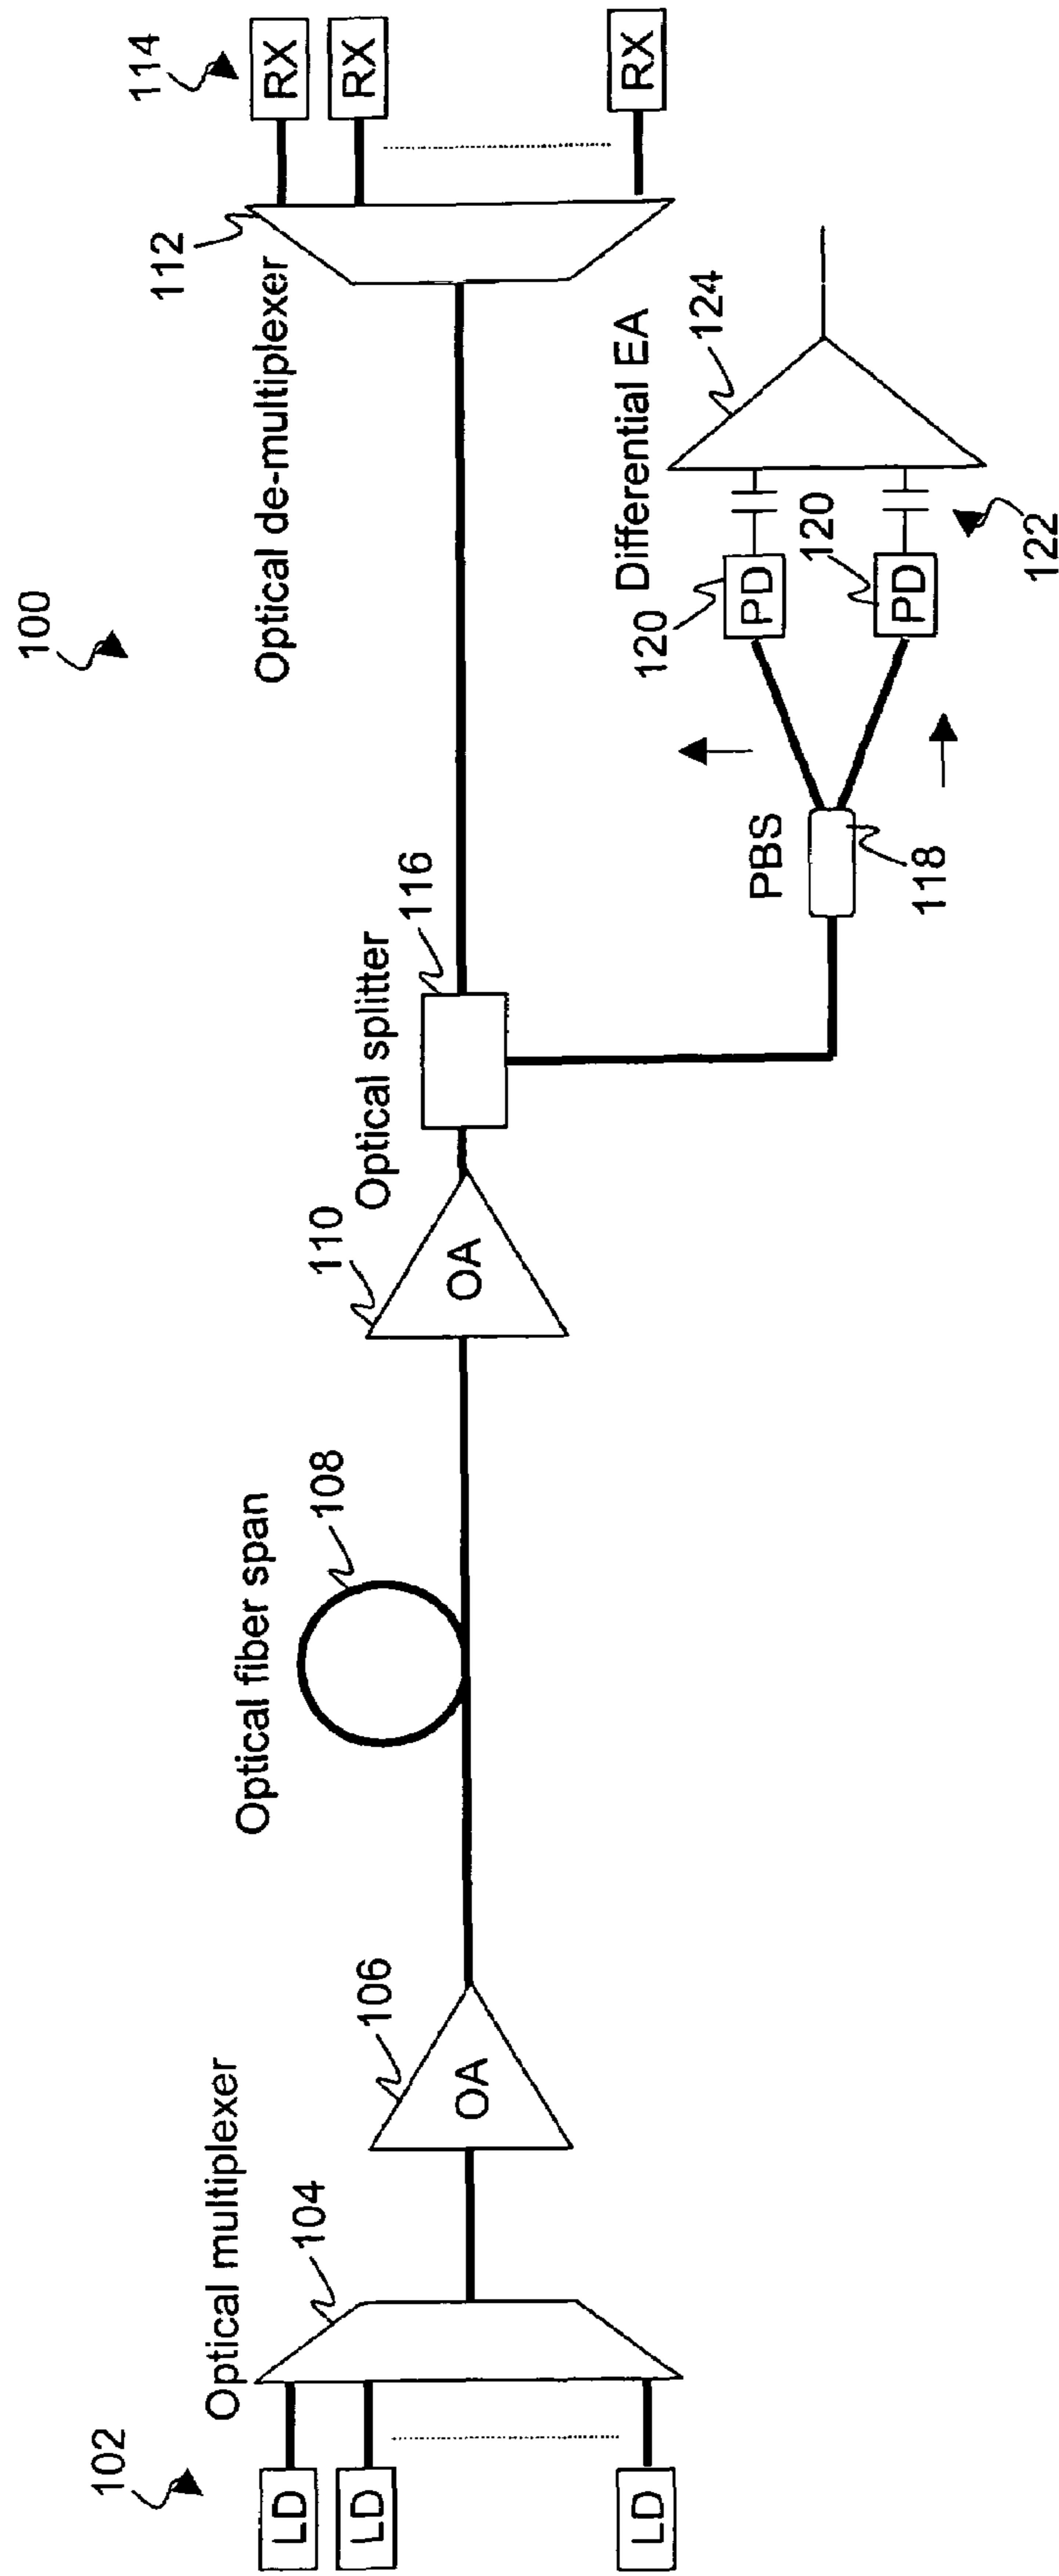 100
102
LD
LD
LD
Optical multiplexer
104
OA
106
Optical fiber span
108
OA
110
Optical splitter
116
Optical de-multiplexer
112
114
RX
RX
RX
PBS
118
120
PD
120
PD
122
Differential EA
124